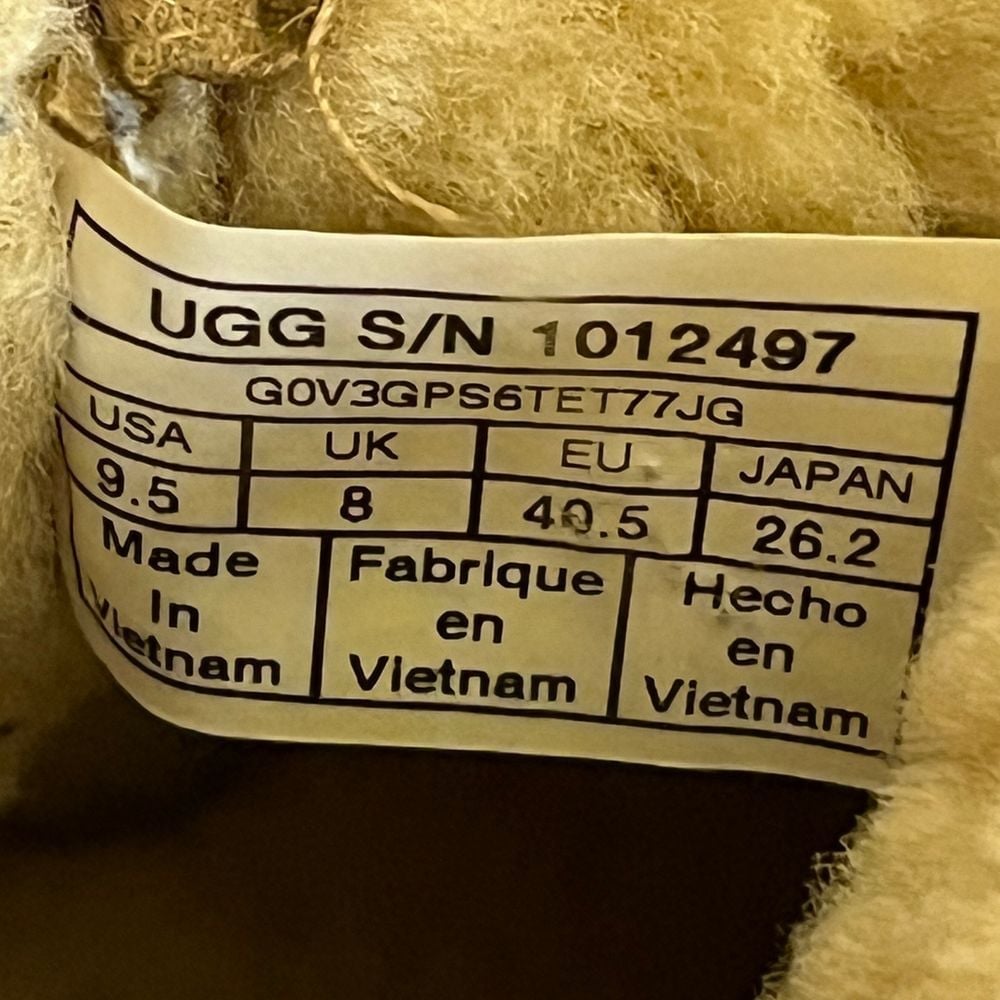 UGG S/N 1012497
G0V3GPS6TET77JG
USA UK EU JAPAN
9.5 8 40.5 26.2
Made
In
Vietnam
Fabrique
en
Vietnam
Hecho
en
Vietnam